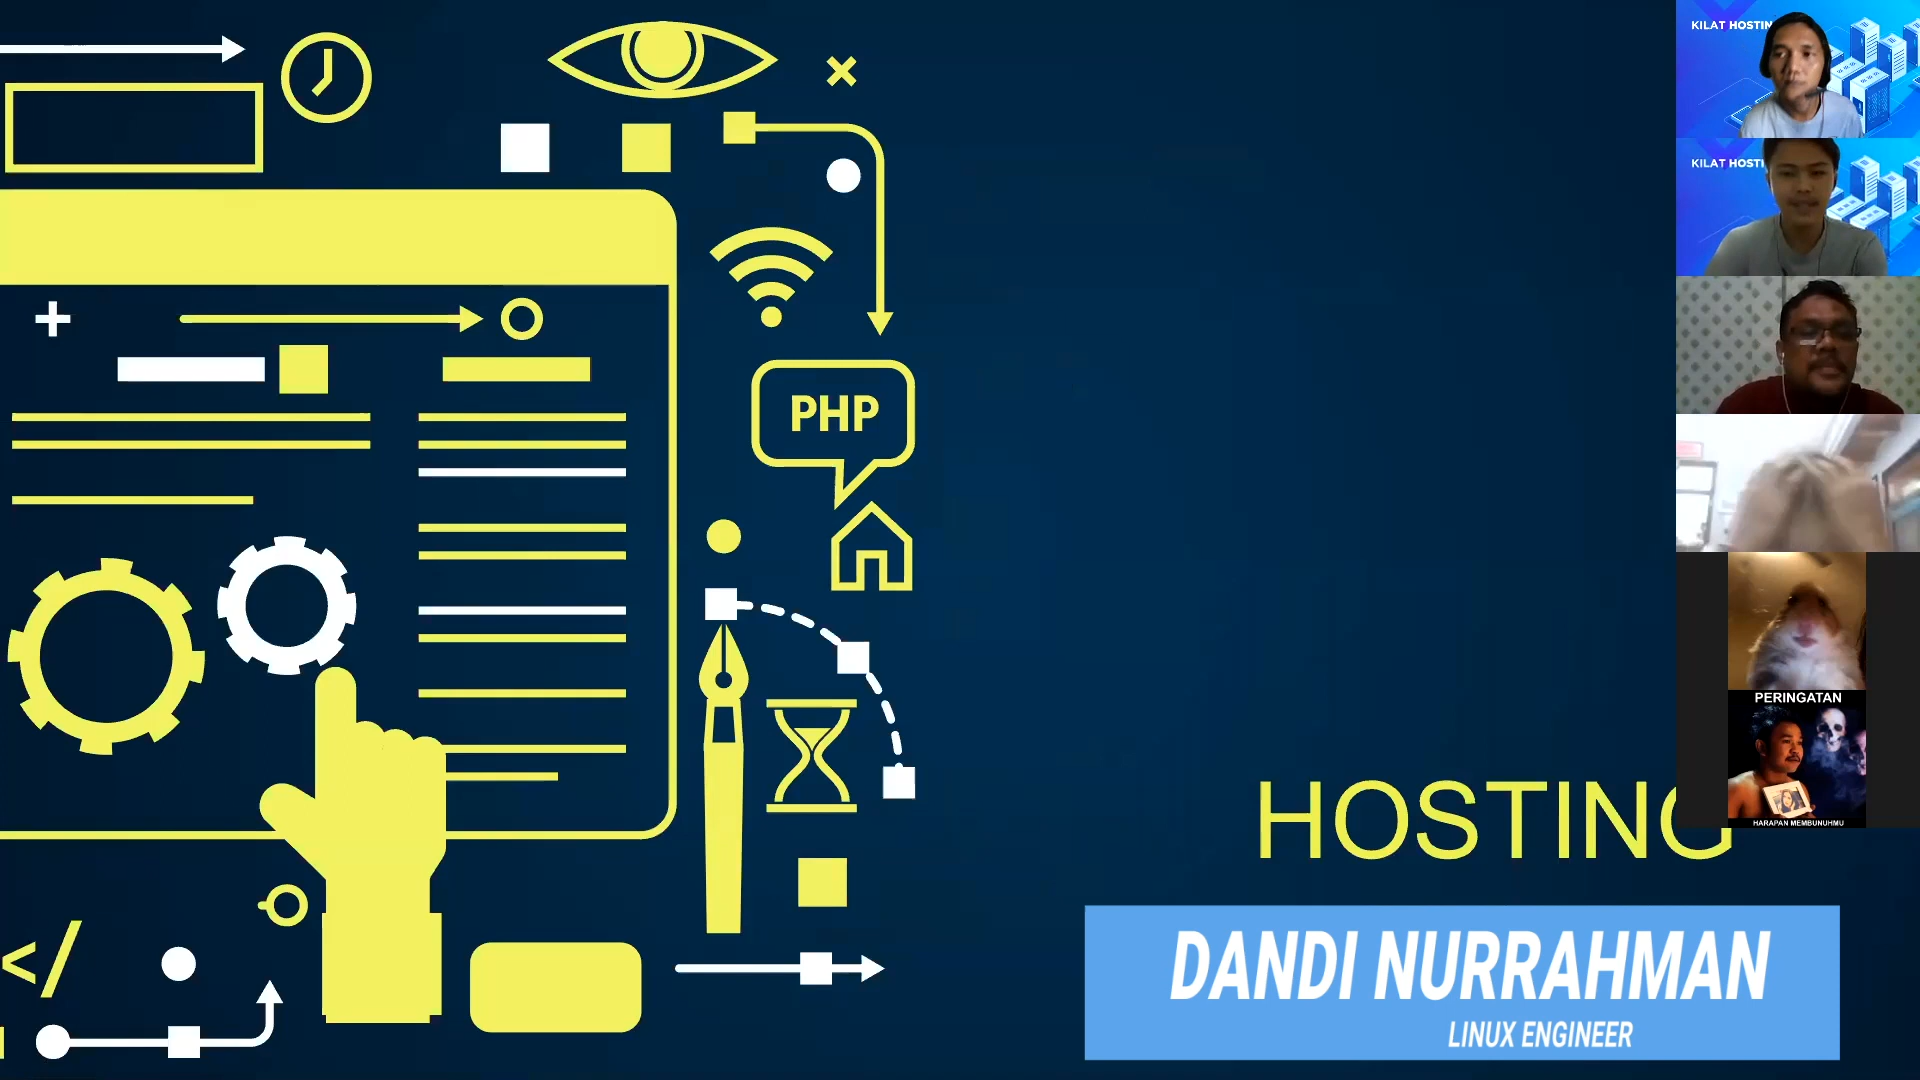 PHP
HOSTING
DANDI NURRAHMAN
LINUX ENGINEER
</
KILAT HOSTIN
KILAT HOSTI
PERINGATAN
HARAPAN MEMBUNUHMU